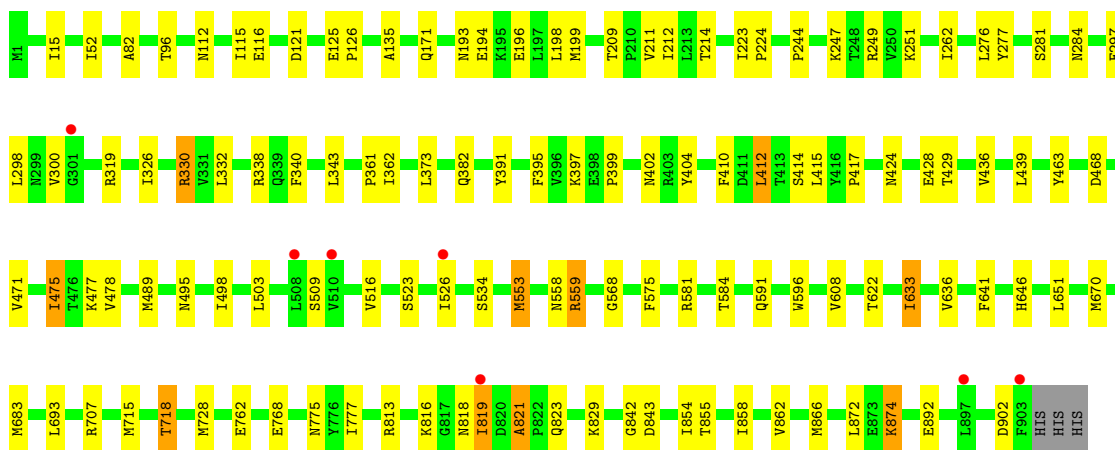 M1 I15 I52 A82 T96 N112 I115 E116 D121 E125 P126 A135 Q171 N193 E194 K195 E196 L197 L198 M199 T209 P210 V211 I212 L213 T214 I223 P224 P244 K247 T248 R249 V250 K251 I262 L276 Y277 S281 N284
L298 N299 V300 G301 R319 I326 R330 V331 L332 R338 Q339 F340 L343 P361 I362 L373 Q382 Y391 F395 V396 K397 E398 P399 N402 R403 Y404 F410 D411 L412 T413 S414 L415 Y416 P417 N424 E428 T429 V436 L439 Y463 D468
V471 I475 T476 K477 V478 M489 N495 I498 L503 L508 S509 V510 V516 S523 I526 S534 M553 N558 R559 G568 F575 R581 T584 Q591 W596 V608 T622 I633 V636 F641 H646 L651 M670
M683 L693 R707 M715 T718 M728 E762 E768 N775 Y776 I777 R813 K816 G817 N818 I819 D820 A821 P822 Q823 K829 G842 D843 I854 T855 I858 V862 M866 L872 E873 K874 E892 L897 D902 F903 HIS HIS HIS